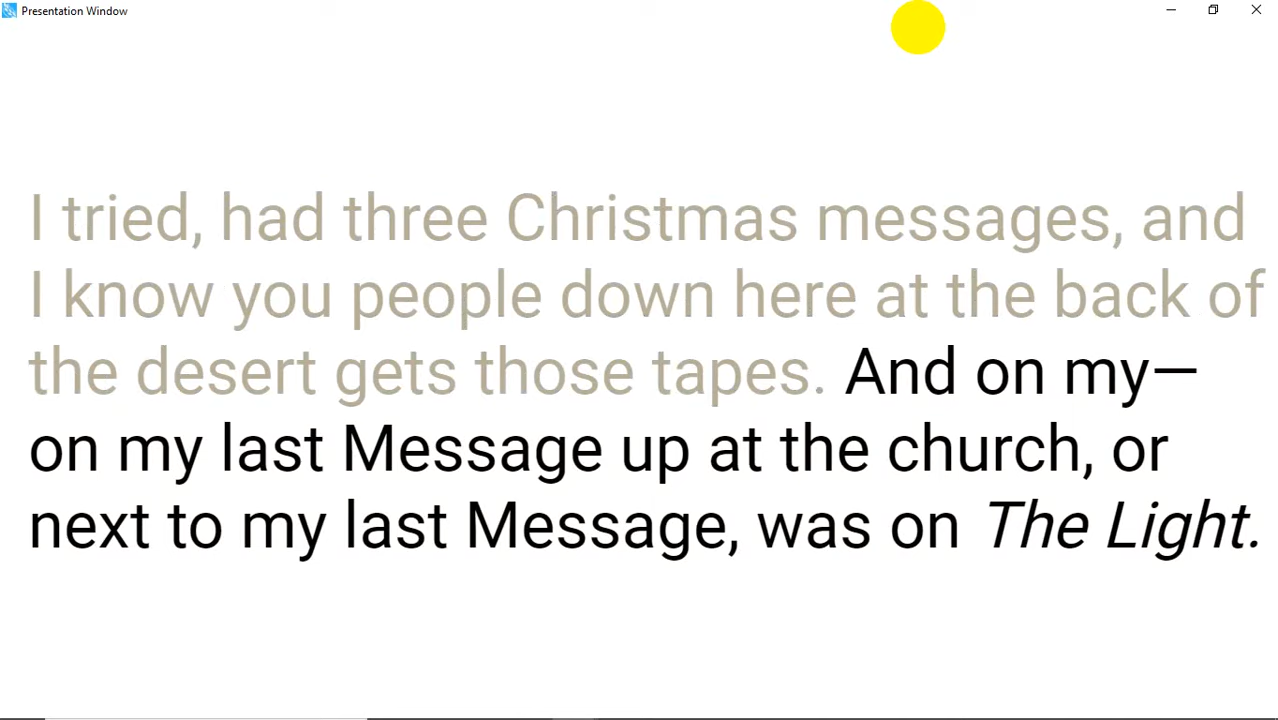 Presentation Window
I tried, had three Christmas messages, and
I know you people down here at the back of
the desert gets those tapes. And on my—
on my last Message up at the church, or
next to my last Message, was on The Light.